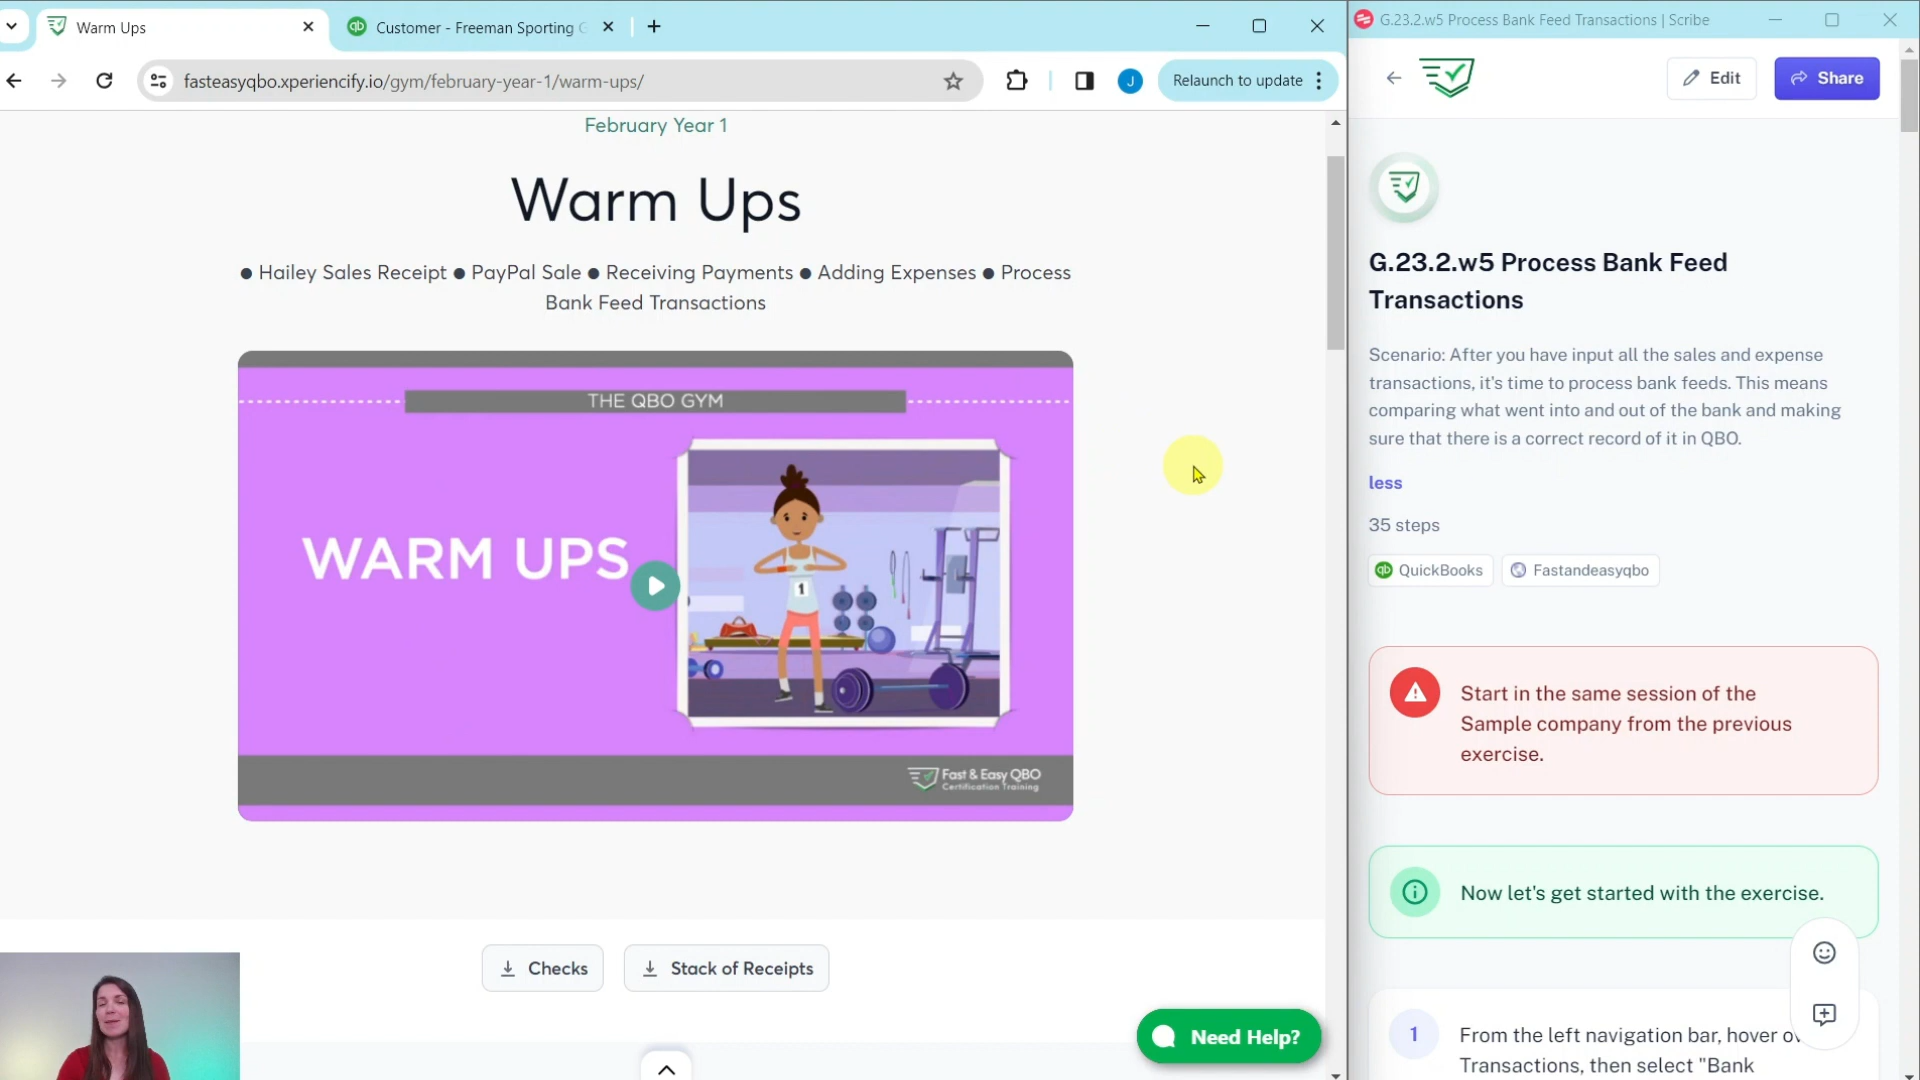 Warm Ups
Customer - Freeman Sporting G
G.23.2.w5 Process Bank Feed Transactions | Scribe
fasteasyqbo.xperiencify.io/gym/february-year-1/warm-ups/
J
Relaunch to update
Edit
Share
February Year 1
Warm Ups
● Hailey Sales Receipt ● PayPal Sale ● Receiving Payments ● Adding Expenses ● Process
Bank Feed Transactions
THE QBO GYM
WARM UPS
1
Fast & Easy QBO
Certification Training
Checks
Stack of Receipts
Need Help?
G.23.2.w5 Process Bank Feed
Transactions
Scenario: After you have input all the sales and expense
transactions, it's time to process bank feeds. This means
comparing what went into and out of the bank and making
sure that there is a correct record of it in QBO.
less
35 steps
qb QuickBooks
Fastandeasyqbo
Start in the same session of the
Sample company from the previous
exercise.
Now let's get started with the exercise.
1
From the left navigation bar, hover ov
Transactions, then select "Bank